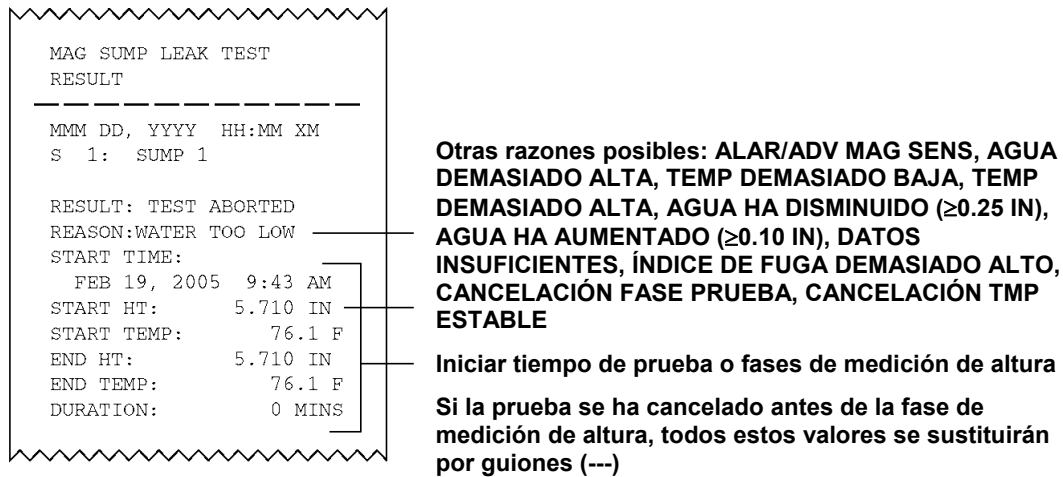 MAG SUMP LEAK TEST
RESULT
MMM DD, YYYY HH:MM XM
S 1: SUMP 1
RESULT: TEST ABORTED
REASON:WATER TOO LOW
START TIME:
FEB 19, 2005 9:43 AM
START HT: 5.710 IN
START TEMP: 76.1 F
END HT: 5.710 IN
END TEMP: 76.1 F
DURATION: 0 MINS
Otras razones posibles: ALAR/ADV MAG SENS, AGUA
DEMASIADO ALTA, TEMP DEMASIADO BAJA, TEMP
DEMASIADO ALTA, AGUA HA DISMINUIDO (≥0.25 IN),
AGUA HA AUMENTADO (≥0.10 IN), DATOS
INSUFICIENTES, ÍNDICE DE FUGA DEMASIADO ALTO,
CANCELACIÓN FASE PRUEBA, CANCELACIÓN TMP
ESTABLE
Iniciar tiempo de prueba o fases de medición de altura
Si la prueba se ha cancelado antes de la fase de
medición de altura, todos estos valores se sustituirán
por guiones (---)